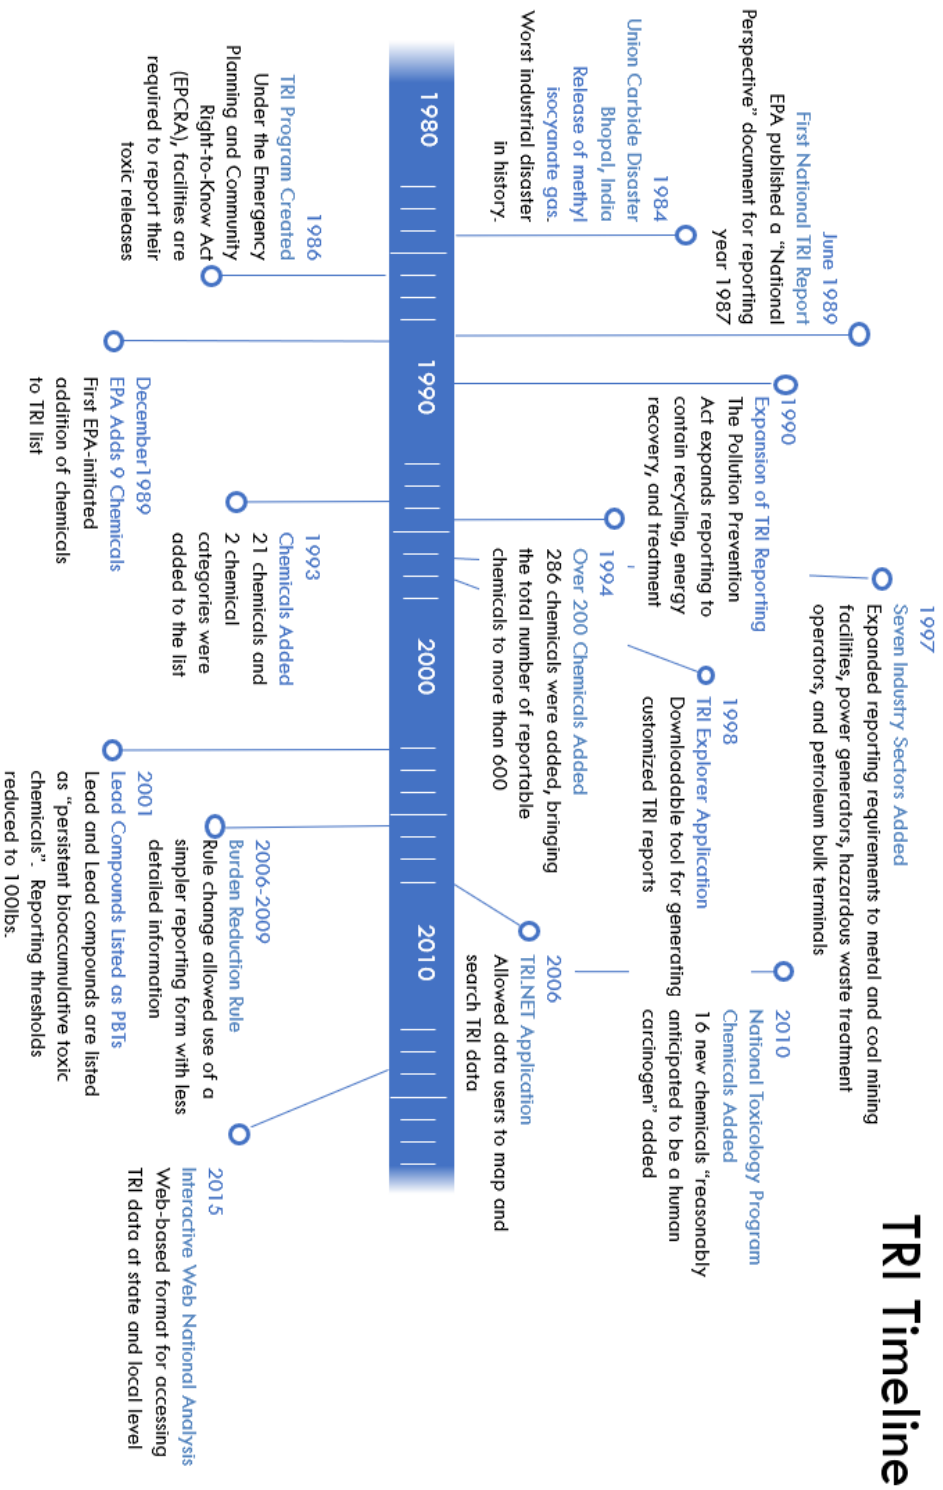 TRI Timeline
June 1989
First National TRI Report
EPA published a “National
Perspective” document for reporting
year 1987
1984
Union Carbide Disaster
Bhopal, India
Release of methyl
isocyanate gas.
Worst industrial disaster
in history.
1990
Expansion of TRI Reporting
The Pollution Prevention
Act expands reporting to
contain recycling, energy
recovery, and treatment
1997
Seven Industry Sectors Added
Expanded reporting requirements to metal and coal mining
facilities, power generators, hazardous waste treatment
operators, and petroleum bulk terminals
1994
Over 200 Chemicals Added
286 chemicals were added, bringing
the total number of reportable
chemicals to more than 600
1998
TRI Explorer Application
Downloadable tool for generating
customized TRI reports
2006
TRI.NET Application
Allowed data users to map and
search TRI data
2010
National Toxicology Program
Chemicals Added
16 new chemicals “reasonably
anticipated to be a human
carcinogen” added
1980
1990
2000
2010
1986
TRI Program Created
Under the Emergency
Planning and Community
Right-to-Know Act
(EPCRA), facilities are
required to report their
toxic releases
December1989
EPA Adds 9 Chemicals
First EPA-initiated
addition of chemicals
to TRI list
1993
Chemicals Added
21 chemicals and
2 chemical
categories were
added to the list
2001
Lead Compounds Listed as PBTs
Lead and Lead compounds are listed
as “persistent bioaccumulative toxic
chemicals”. Reporting thresholds
reduced to 100lbs.
2006-2009
Burden Reduction Rule
Rule change allowed use of a
simpler reporting form with less
detailed information
2015
Interactive Web National Analysis
Web-based format for accessing
TRI data at state and local level